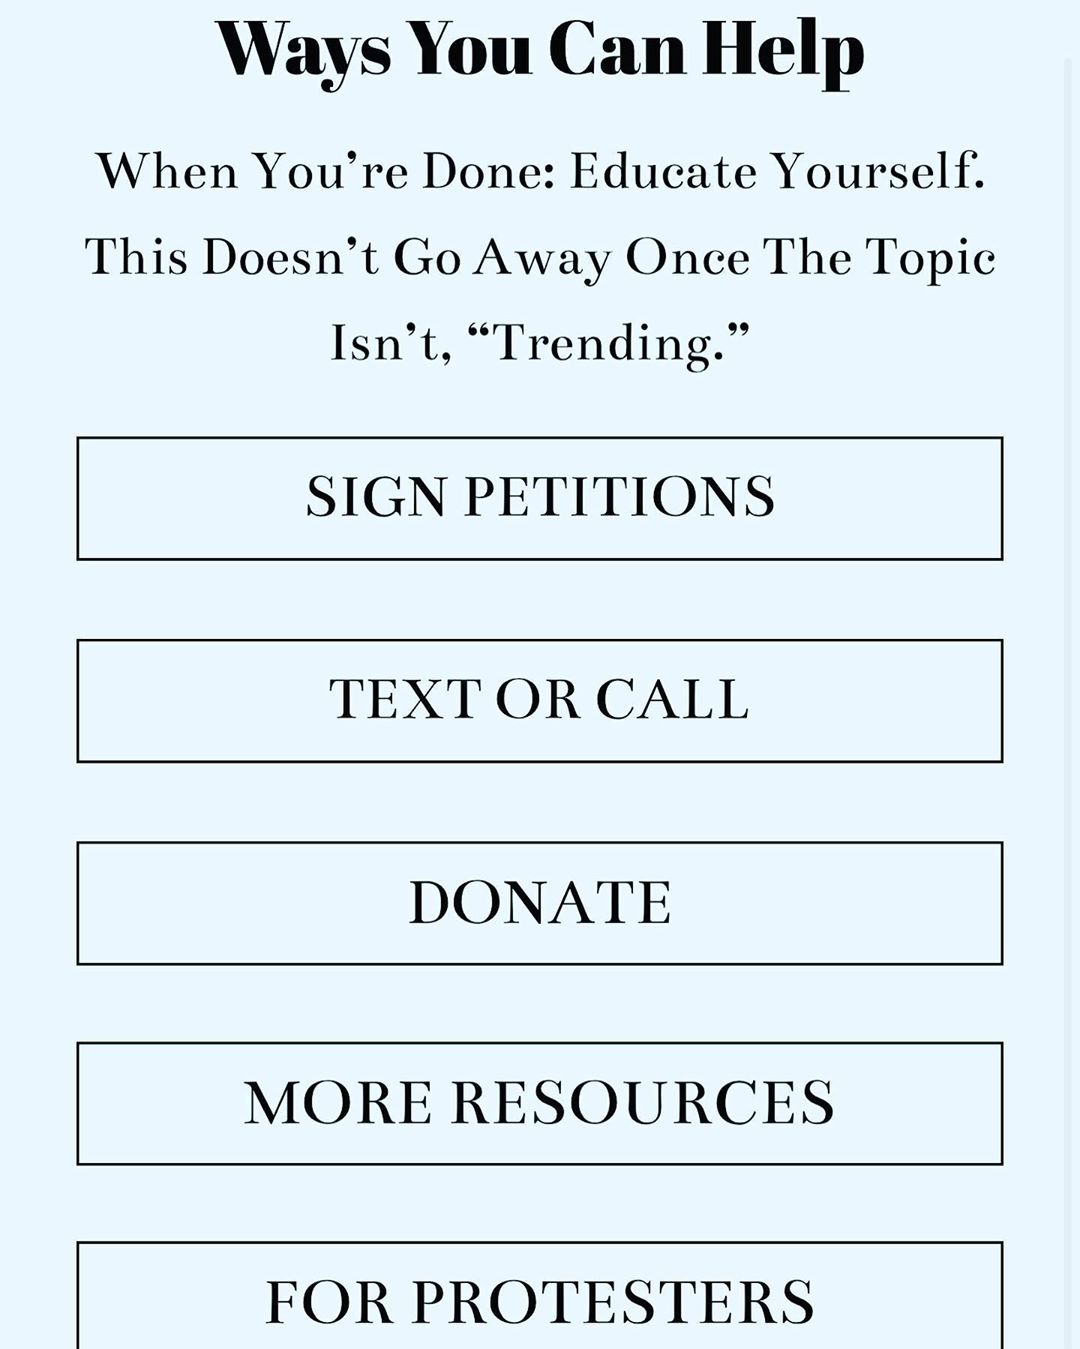 Ways You Can Help
When You’re Done: Educate Yourself.
This Doesn’t Go Away Once The Topic
Isn’t, “Trending.”
SIGN PETITIONS
TEXT OR CALL
DONATE
MORE RESOURCES
FOR PROTESTERS